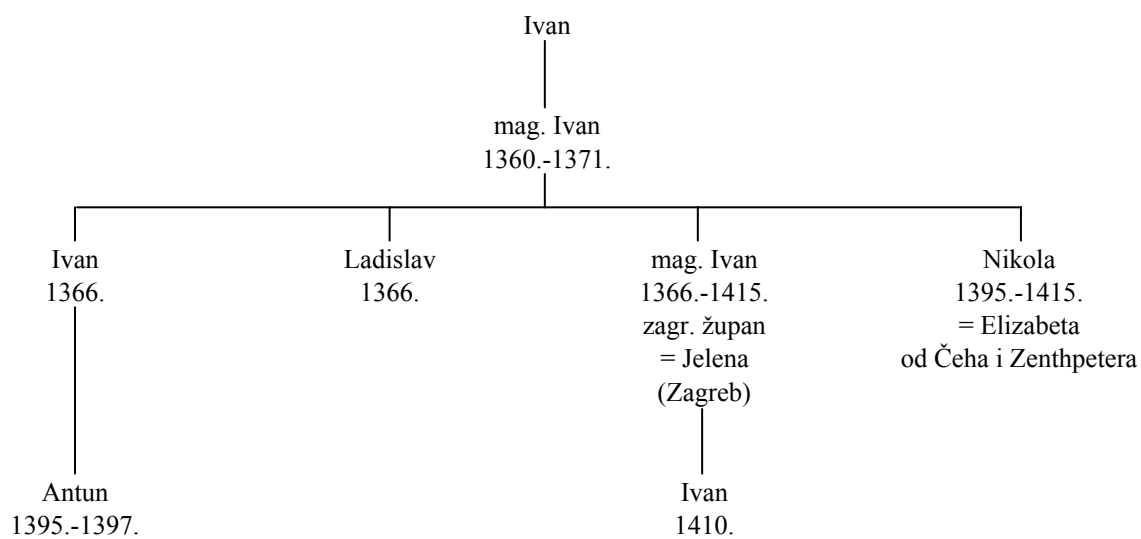 Ivan
mag. Ivan
1360.-1371.
Ivan
1366.
Ladislav
1366.
mag. Ivan
1366.-1415.
zagr. župan
= Jelena
(Zagreb)
Nikola
1395.-1415.
= Elizabeta
od Čeha i Zenthpetera
Antun
1395.-1397.
Ivan
1410.